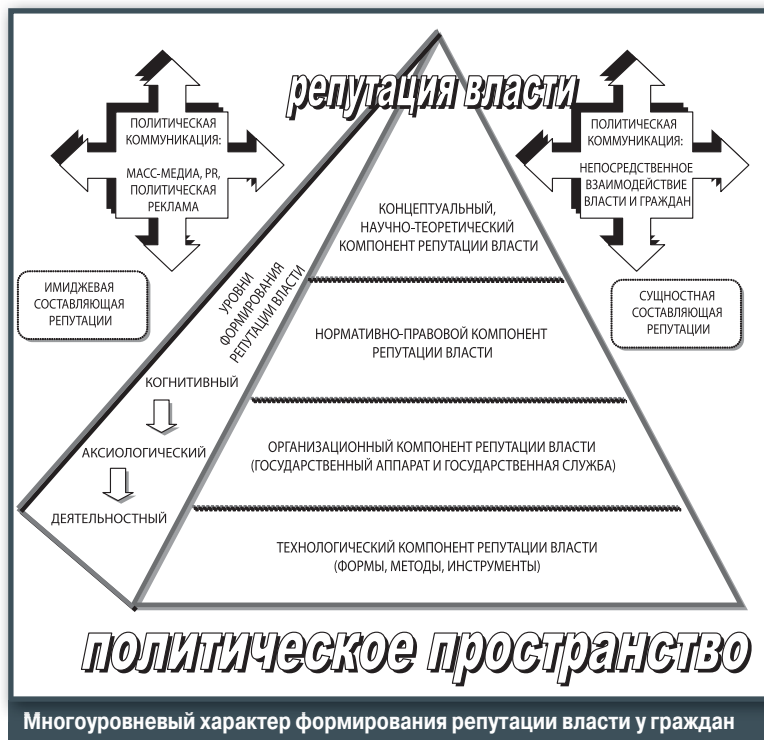 репутация власти
ПОЛИТИЧЕСКАЯ
КОММУНИКАЦИЯ:
МАСС-МЕДИА, PR,
ПОЛИТИЧЕСКАЯ
РЕКЛАМА
ПОЛИТИЧЕСКАЯ
КОММУНИКАЦИЯ:
НЕПОСРЕДСТВЕННОЕ
ВЗАИМОДЕЙСТВИЕ
ВЛАСТИ И ГРАЖДАН
ИМИДЖЕВАЯ
СОСТАВЛЯЮЩАЯ
РЕПУТАЦИИ
СУЩНОСТНАЯ
СОСТАВЛЯЮЩАЯ
РЕПУТАЦИИ
УРОВНИ
ФОРМИРОВАНИЯ
РЕПУТАЦИИ ВЛАСТИ
КОГНИТИВНЫЙ
АКСИОЛОГИЧЕСКИЙ
ДЕЯТЕЛЬНОСТНЫЙ
КОНЦЕПТУАЛЬНЫЙ,
НАУЧНО-ТЕОРЕТИЧЕСКИЙ
КОМПОНЕНТ РЕПУТАЦИИ ВЛАСТИ
НОРМАТИВНО-ПРАВОВОЙ КОМПОНЕНТ
РЕПУТАЦИИ ВЛАСТИ
ОРГАНИЗАЦИОННЫЙ КОМПОНЕНТ РЕПУТАЦИИ ВЛАСТИ
(ГОСУДАРСТВЕННЫЙ АППАРАТ И ГОСУДАРСТВЕННАЯ СЛУЖБА)
ТЕХНОЛОГИЧЕСКИЙ КОМПОНЕНТ РЕПУТАЦИИ ВЛАСТИ
(ФОРМЫ, МЕТОДЫ, ИНСТРУМЕНТЫ)
политическое пространство
Многоуровневый характер формирования репутации власти у граждан